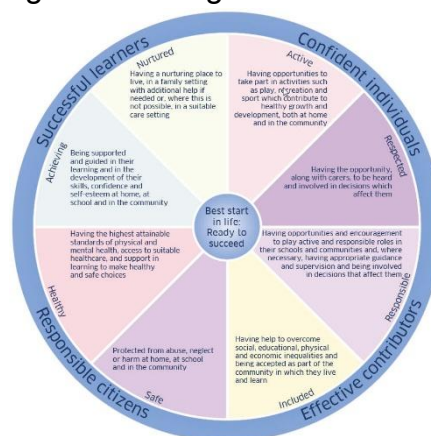 Successful learners
Confident individuals
Nurtured
Having a nurturing place to
live, in a family setting
with additional help if
needed or, where this is
not possible, in a suitable
care setting
Active
Having opportunities to
take part in activities such
as play, recreation and
sport which contribute to
healthy growth and
development, both at
home and in the community
Achieving
Being supported
and guided in their
learning and in the
development of their
skills, confidence and
self-esteem at home, at
school and in the community
Respected
Having the opportunity,
along with carers, to be heard
and involved in decisions which
affect them
Best start
in life:
Ready to
succeed
Healthy
Having the highest attainable
standards of physical and
mental health, access to suitable
healthcare, and support in
learning to make healthy
and safe choices
Responsible
Having opportunities and encouragement
to play active and responsible roles in
their schools and communities and, where
necessary, having appropriate guidance
and supervision and being involved
in decisions that affect them
Safe
Protected from abuse, neglect
or harm at home, at school
and in the community
Included
Having help to overcome
social, educational, physical
and economic inequalities and
being accepted as part of the
community in which they live
and learn
Responsible citizens
Effective contributors